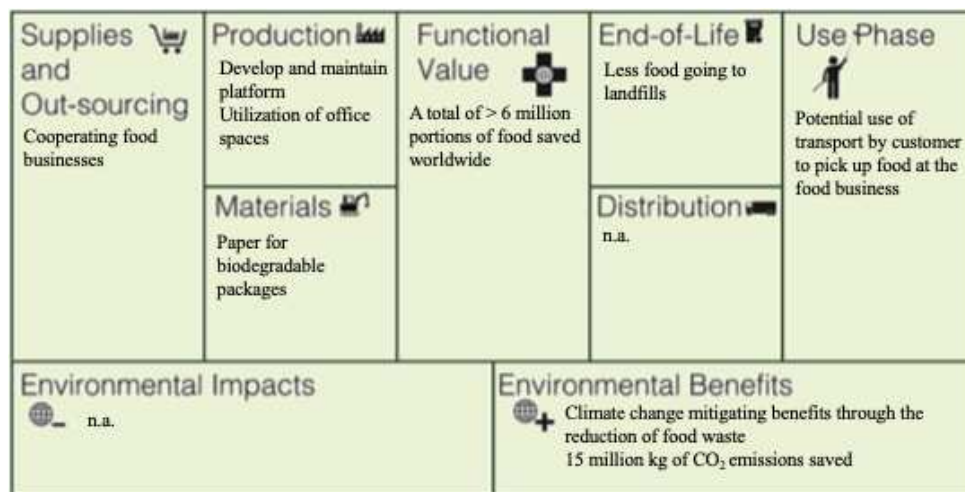 Supplies
and
Out-sourcing
Cooperating food
businesses
Production
Develop and maintain
platform
Utilization of office
spaces
Materials
Paper for
biodegradable
packages
Functional
Value
A total of > 6 million
portions of food saved
worldwide
End-of-Life
Less food going to
landfills
Distribution
n.a.
Use Phase
Potential use of
transport by customer
to pick up food at the
food business
Environmental Impacts
n.a.
Environmental Benefits
Climate change mitigating benefits through the
reduction of food waste
15 million kg of CO₂ emissions saved